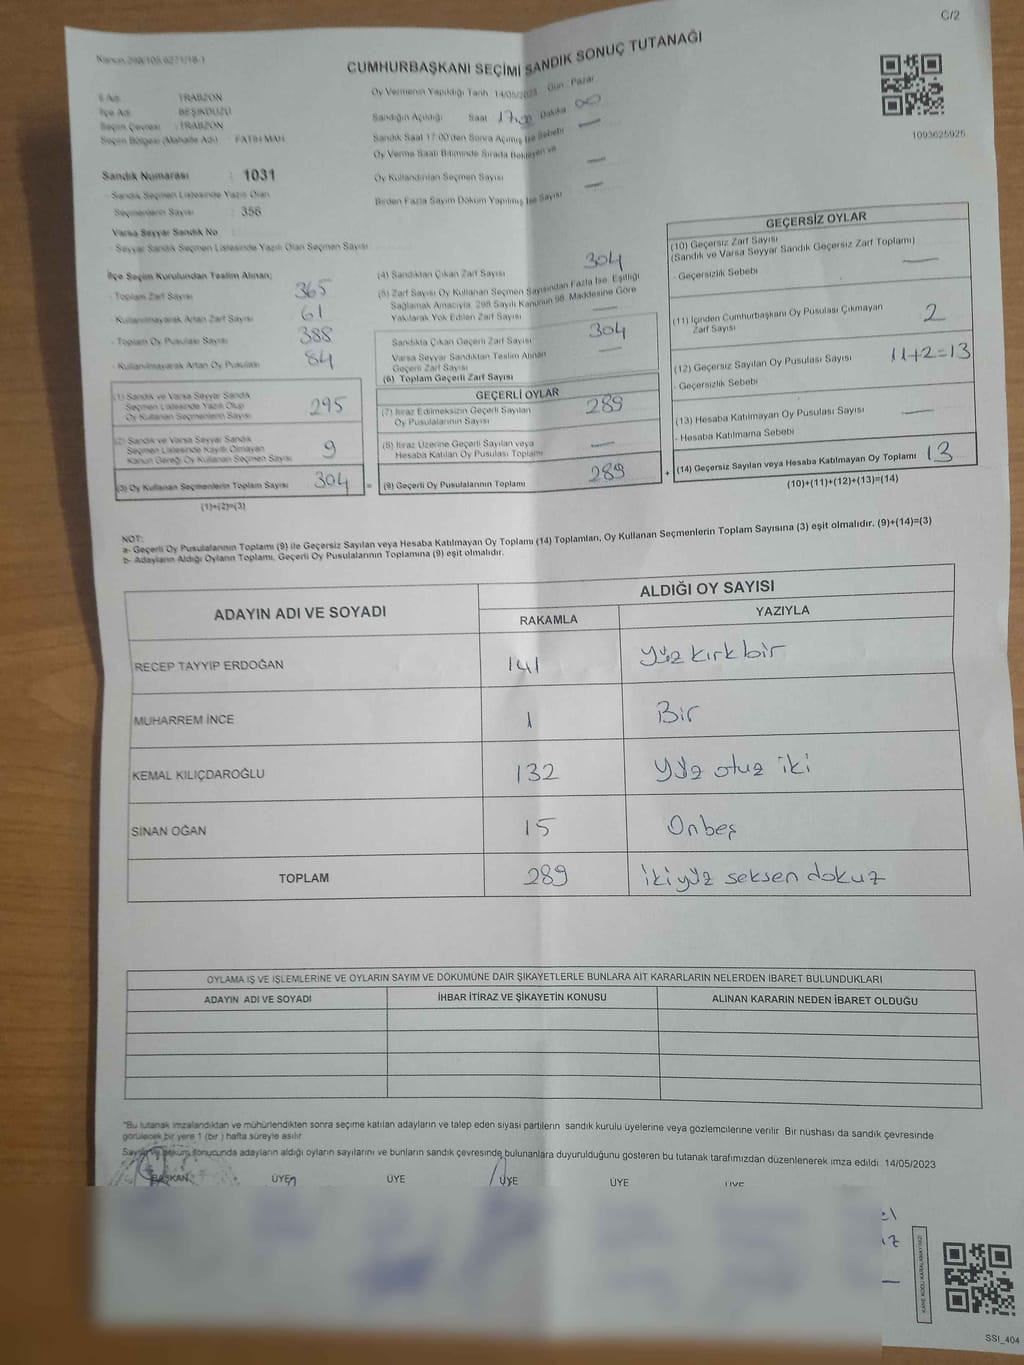 C/2
Kanun 298/105 6271/18-1
CUMHURBAŞKANI SEÇİMİ SANDIK SONUÇ TUTANAĞI
1093625925
İl Adı : TRABZON
İlçe Adı : BEŞİKDÜZÜ
Seçim Çevresi : TRABZON
Seçim Bölgesi (Mahalle Adı) : FATİH MAH.
Sandık Numarası : 1031
- Sandık Seçmen Listesinde Yazılı Olan
Seçmenlerin Sayısı : 356
Varsa Seyyar Sandık No :
- Seyyar Sandık Seçmen Listesinde Yazılı Olan Seçmen Sayısı
Oy Vermenin Yapıldığı Tarih : 14/05/2023 Gün : Pazar
Sandığın Açıldığı Saat 17:00 Dakika 00
Sandık Saat 17:00'den Sonra Açılmış İse Sebebi —
Oy Verme Saati Bitiminde Sırada Bekleyen ve
Oy Kullandırılan Seçmen Sayısı —
Birden Fazla Sayım Döküm Yapılmış İse Sayısı —
İlçe Seçim Kurulundan Teslim Alınan;
- Toplam Zarf Sayısı 365
- Kullanılmayarak Artan Zarf Sayısı 61
- Toplam Oy Pusulası Sayısı 388
- Kullanılmayarak Artan Oy Pusulası 84
(1) Sandık ve Varsa Seyyar Sandık
Seçmen Listesinde Yazılı Olup
Oy Kullanan Seçmenlerin Sayısı 295
(2) Sandık ve Varsa Seyyar Sandık
Seçmen Listesinde Kayıtlı Olmayan
Kanun Gereği Oy Kullanan Seçmen Sayısı 9
(3) Oy Kullanan Seçmenlerin Toplam Sayısı 304 =
(1)+(2)=(3)
(4) Sandıktan Çıkan Zarf Sayısı 304
(5) Zarf Sayısı Oy Kullanan Seçmen Sayısından Fazla İse, Eşitliği
Sağlamak Amacıyla, 298 Sayılı Kanunun 98. Maddesine Göre
Yakılarak Yok Edilen Zarf Sayısı —
Sandıkta Çıkan Geçerli Zarf Sayısı 304
Varsa Seyyar Sandıktan Teslim Alınan
Geçerli Zarf Sayısı —
(6) Toplam Geçerli Zarf Sayısı
GEÇERLİ OYLAR
(7) İtiraz Edilmeksizin Geçerli Sayılan
Oy Pusulalarının Sayısı 289
(8) İtiraz Üzerine Geçerli Sayılan veya
Hesaba Katılan Oy Pusulası Toplamı —
(9) Geçerli Oy Pusulalarının Toplamı 289 +
GEÇERSİZ OYLAR
(10) Geçersiz Zarf Sayısı
(Sandık ve Varsa Seyyar Sandık Geçersiz Zarf Toplamı) —
- Geçersizlik Sebebi
(11) İçinden Cumhurbaşkanı Oy Pusulası Çıkmayan
Zarf Sayısı 2
(12) Geçersiz Sayılan Oy Pusulası Sayısı 11+2=13
- Geçersizlik Sebebi
(13) Hesaba Katılmayan Oy Pusulası Sayısı —
- Hesaba Katılmama Sebebi
(14) Geçersiz Sayılan veya Hesaba Katılmayan Oy Toplamı 13
(10)+(11)+(12)+(13)=(14)
NOT:
a- Geçerli Oy Pusulalarının Toplamı (9) ile Geçersiz Sayılan veya Hesaba Katılmayan Oy Toplamı (14) Toplamları, Oy Kullanan Seçmenlerin Toplam Sayısına (3) eşit olmalıdır. (9)+(14)=(3)
b- Adayların Aldığı Oyların Toplamı, Geçerli Oy Pusulalarının Toplamına (9) eşit olmalıdır.
ADAYIN ADI VE SOYADI
ALDIĞI OY SAYISI
RAKAMLA YAZIYLA
RECEP TAYYİP ERDOĞAN 141 Yüz kırk bir
MUHARREM İNCE 1 Bir
KEMAL KILIÇDAROĞLU 132 Yüz otuz iki
SİNAN OĞAN 15 Onbeş
TOPLAM 289 İkiyüz seksen dokuz
OYLAMA İŞ VE İŞLEMLERİNE VE OYLARIN SAYIM VE DÖKÜMÜNE DAİR ŞİKAYETLERLE BUNLARA AİT KARARLARIN NELERDEN İBARET BULUNDUKLARI
ADAYIN ADI VE SOYADI İHBAR İTİRAZ VE ŞİKAYETİN KONUSU ALINAN KARARIN NEDEN İBARET OLDUĞU
"Bu tutanak imzalandıktan ve mühürlendikten sonra seçime katılan adayların ve talep eden siyasi partilerin sandık kurulu üyelerine veya gözlemcilerine verilir. Bir nüshası da sandık çevresinde
görülecek bir yere 1 (bir) hafta süreyle asılır.
Sayım ve döküm sonucunda adayların aldığı oyların sayılarını ve bunların sandık çevresinde bulunanlara duyurulduğunu gösteren bu tutanak tarafımızdan düzenlenerek imza edildi. 14/05/2023
BAŞKAN ÜYE ÜYE ÜYE ÜYE ÜYE
SSI_404